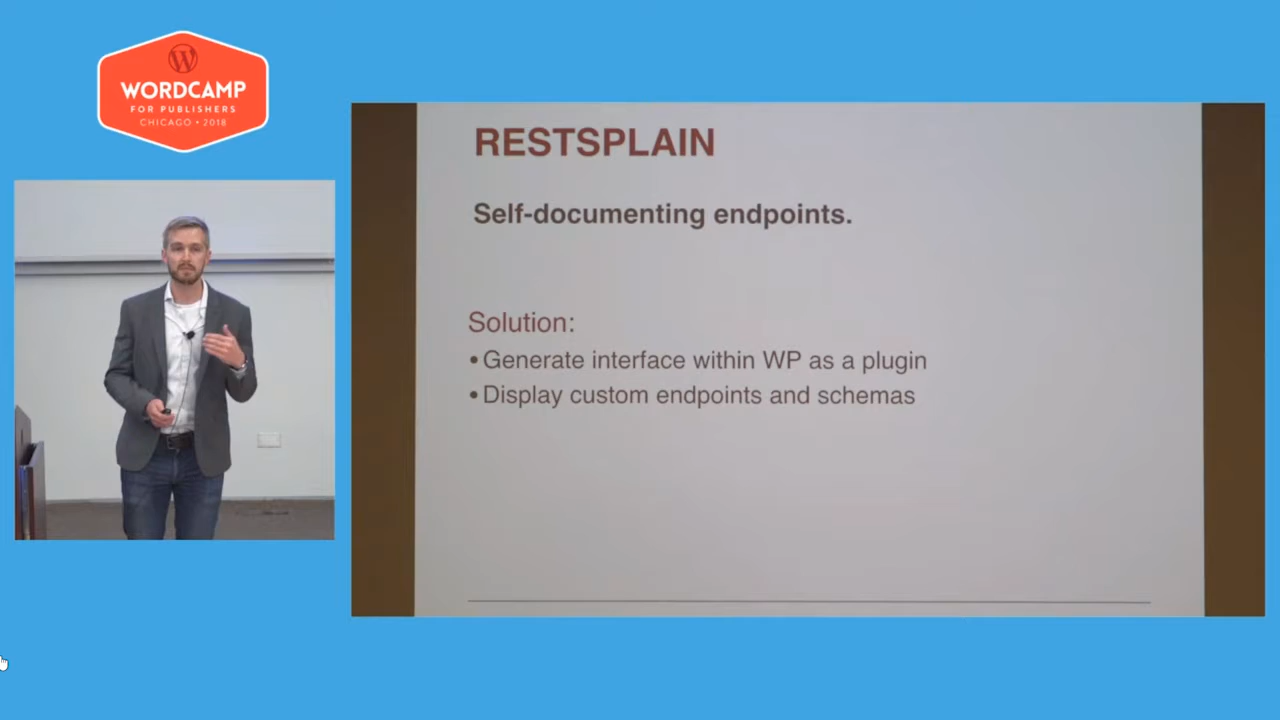 WORDCAMP
FOR PUBLISHERS
CHICAGO • 2018
RESTSPLAIN
Self-documenting endpoints.
Solution:
•Generate interface within WP as a plugin
•Display custom endpoints and schemas